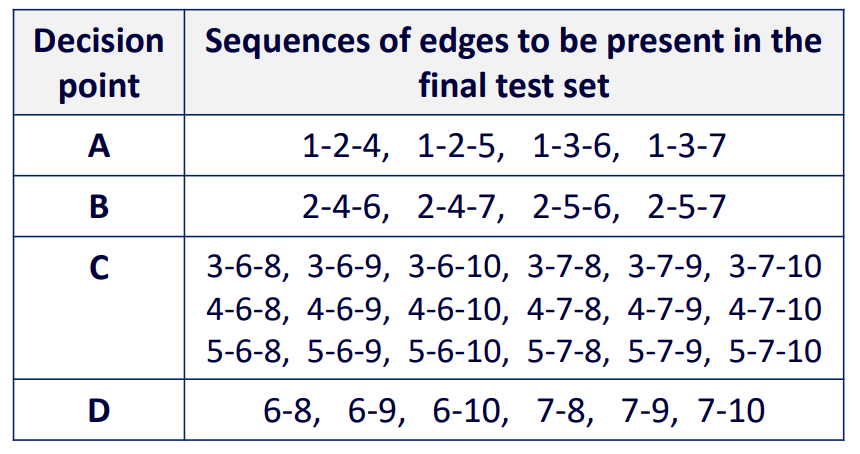 Decision point
Sequences of edges to be present in the final test set
A
1-2-4, 1-2-5, 1-3-6, 1-3-7
B
2-4-6, 2-4-7, 2-5-6, 2-5-7
C
3-6-8, 3-6-9, 3-6-10, 3-7-8, 3-7-9, 3-7-10
4-6-8, 4-6-9, 4-6-10, 4-7-8, 4-7-9, 4-7-10
5-6-8, 5-6-9, 5-6-10, 5-7-8, 5-7-9, 5-7-10
D
6-8, 6-9, 6-10, 7-8, 7-9, 7-10